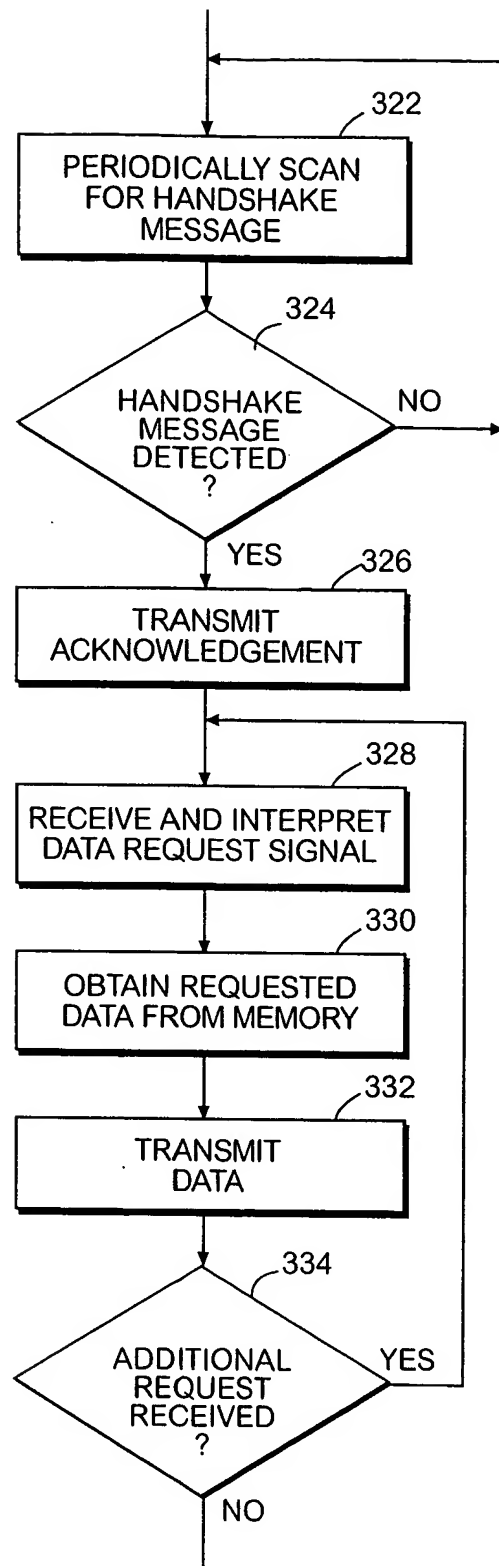 322
PERIODICALLY SCAN
FOR HANDSHAKE
MESSAGE
324
HANDSHAKE
MESSAGE
DETECTED
?
NO
YES
326
TRANSMIT
ACKNOWLEDGEMENT
328
RECEIVE AND INTERPRET
DATA REQUEST SIGNAL
330
OBTAIN REQUESTED
DATA FROM MEMORY
332
TRANSMIT
DATA
334
ADDITIONAL
REQUEST
RECEIVED
?
YES
NO